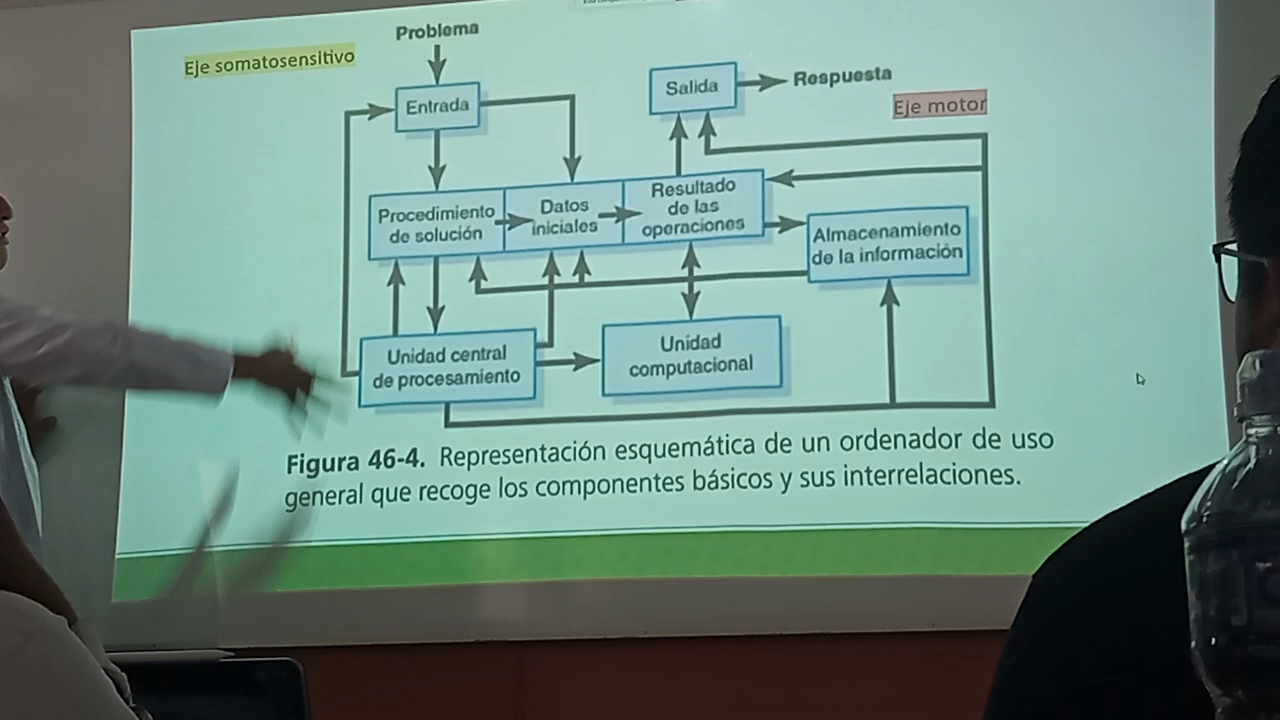 Problema
Eje somatosensitivo
Entrada
Salida
Respuesta
Eje motor
Procedimiento
de solución
Datos
iniciales
Resultado
de las
operaciones
Almacenamiento
de la información
Unidad central
de procesamiento
Unidad
computacional
Figura 46-4. Representación esquemática de un ordenador de uso
general que recoge los componentes básicos y sus interrelaciones.